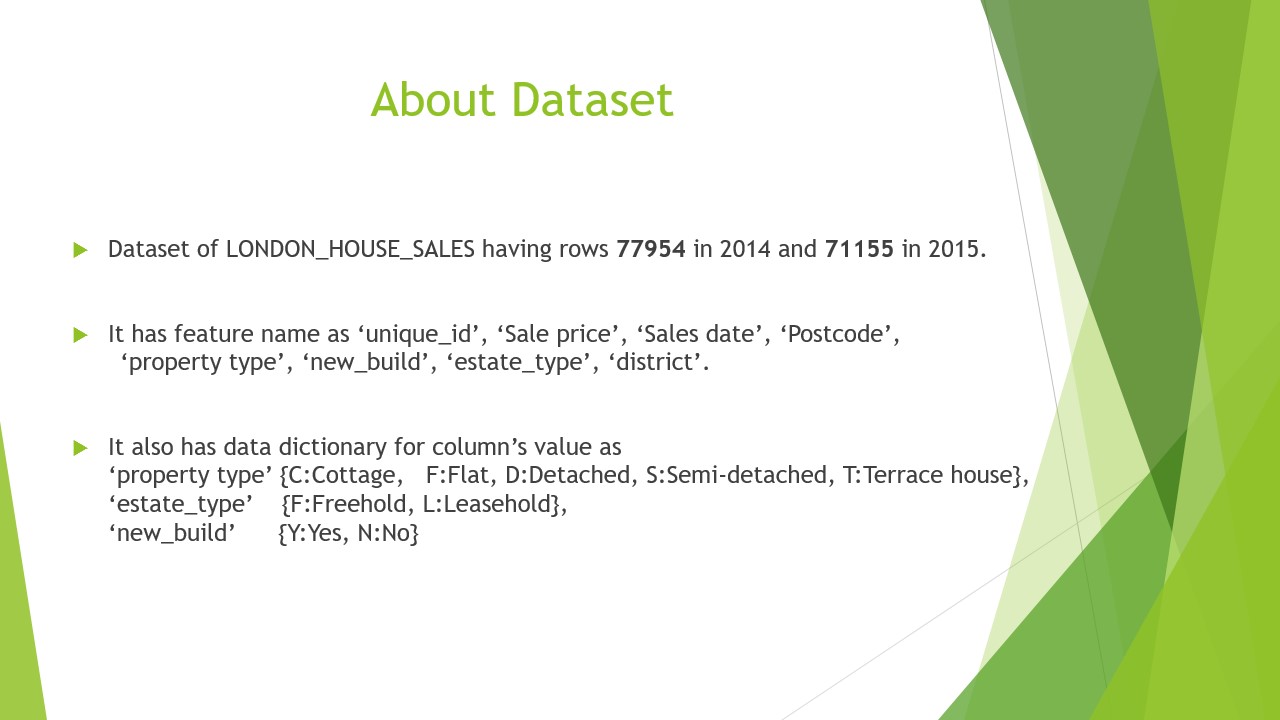 About Dataset
Dataset of LONDON_HOUSE_SALES having rows 77954 in 2014 and 71155 in 2015.
It has feature name as ‘unique_id’, ‘Sale price’, ‘Sales date’, ‘Postcode’,
‘property type’, ‘new_build’, ‘estate_type’, ‘district’.
It also has data dictionary for column’s value as
‘property type’ {C:Cottage, F:Flat, D:Detached, S:Semi-detached, T:Terrace house},
‘estate_type’ {F:Freehold, L:Leasehold},
‘new_build’ {Y:Yes, N:No}